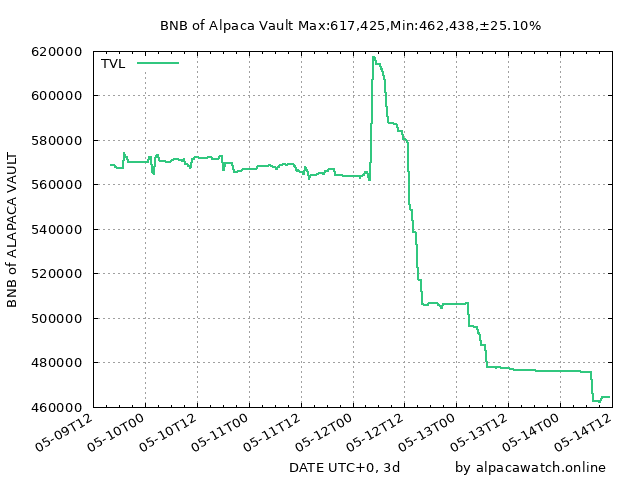 BNB of Alpaca Vault Max:617,425,Min:462,438,±25.10%
TVL
620000
600000
580000
560000
540000
520000
500000
480000
460000
BNB of ALAPACA VAULT
05-09T12
05-10T00
05-10T12
05-11T00
05-11T12
05-12T00
05-12T12
05-13T00
05-13T12
05-14T00
05-14T12
DATE UTC+0, 3d
by alpacawatch.online